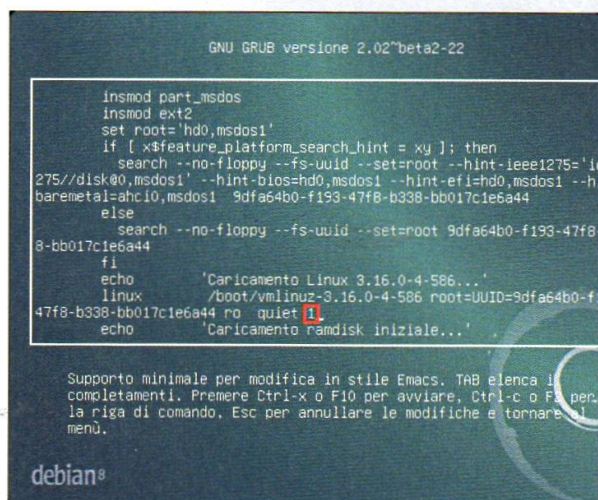 GNU GRUB versione 2.02~beta2-22
insmod part_msdos
insmod ext2
set root='hd0,msdos1'
if [ x$feature_platform_search_hint = xy ]; then
search --no-floppy --fs-uuid --set=root --hint-ieee1275='i
275//disk@0,msdos1' --hint-bios=hd0,msdos1 --hint-efi=hd0,msdos1 --h
baremetal=ahci0,msdos1 9dfa64b0-f193-47f8-b338-bb017c1e6a44
else
search --no-floppy --fs-uuid --set=root 9dfa64b0-f193-47f8-
8-bb017c1e6a44
fi
echo 'Caricamento Linux 3.16.0-4-586...'
linux /boot/vmlinuz-3.16.0-4-586 root=UUID=9dfa64b0-f
47f8-b338-bb017c1e6a44 ro quiet 1
echo 'Caricamento ramdisk iniziale...'
Supporto minimale per modifica in stile Emacs. TAB elenca i
completamenti. Premere Ctrl-x o F10 per avviare, Ctrl-c o F2 per
la riga di comando, Esc per annullare le modifiche e tornare al
menù.
debian 8